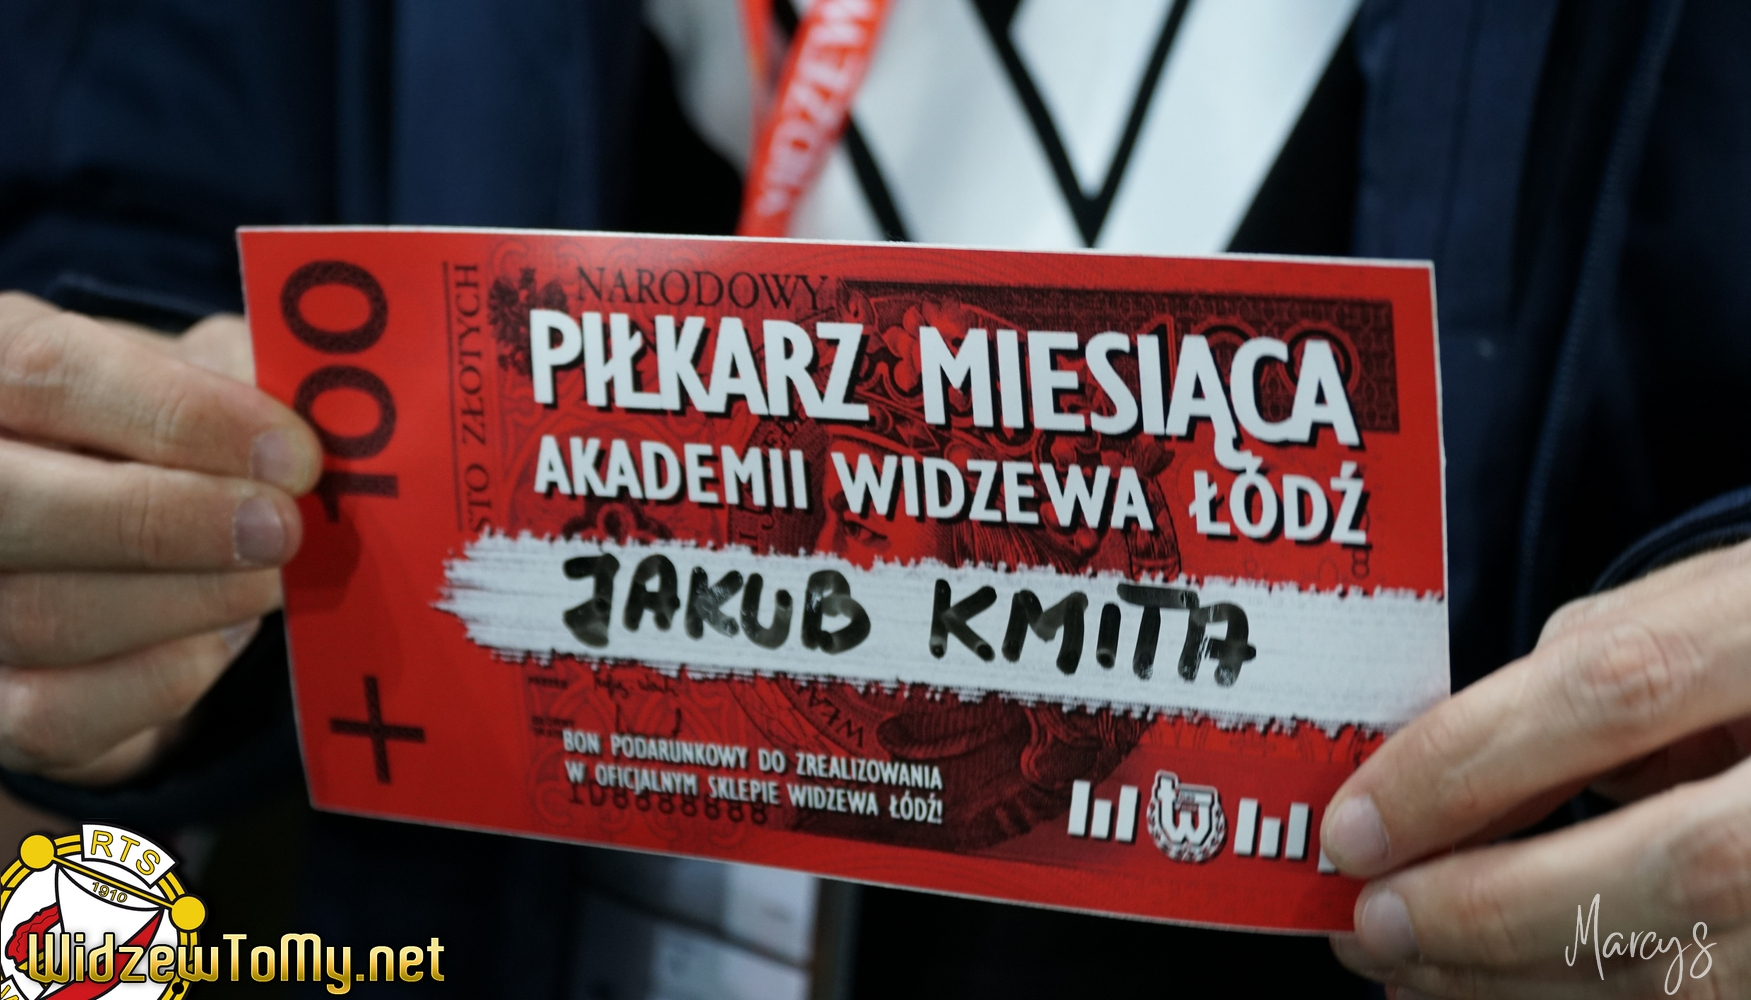 WIDZEW
100
STO ZŁOTYCH
NARODOWY
PIŁKARZ MIESIĄCA
AKADEMII WIDZEWA ŁÓDŹ
JAKUB KMITA
+
BON PODARUNKOWY DO ZREALIZOWANIA
W OFICJALNYM SKLEPIE WIDZEWA ŁÓDŹ!
RTS
1910
WidzewToMy.net
Marcys